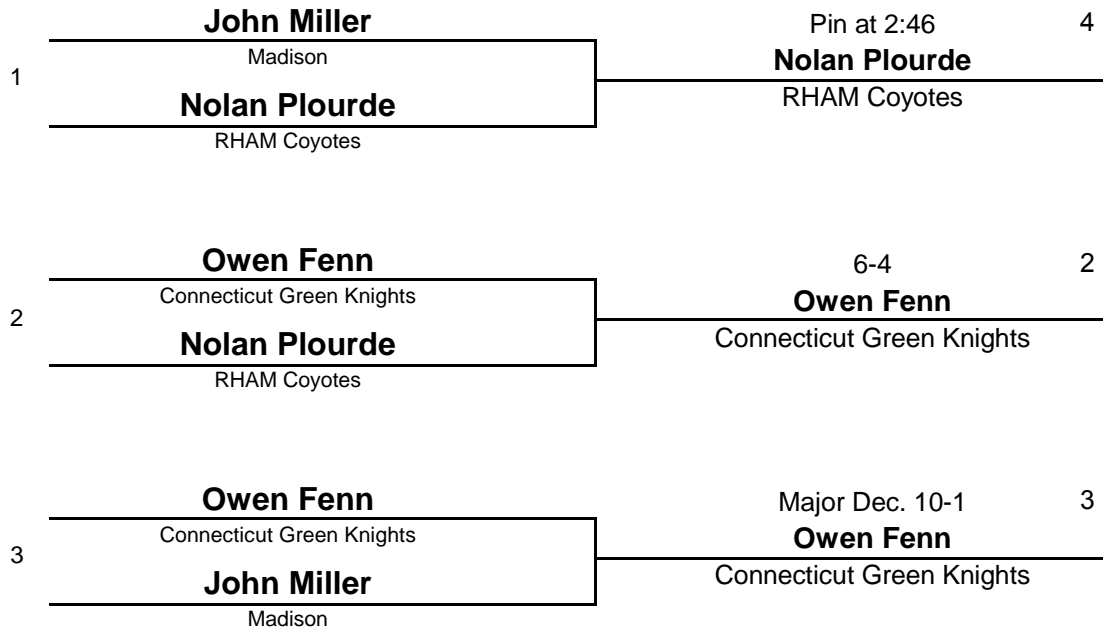 John Miller
Madison
1
Nolan Plourde
RHAM Coyotes
Pin at 2:46 4
Nolan Plourde
RHAM Coyotes
Owen Fenn
Connecticut Green Knights
2
Nolan Plourde
RHAM Coyotes
6-4 2
Owen Fenn
Connecticut Green Knights
Owen Fenn
Connecticut Green Knights
3
John Miller
Madison
Major Dec. 10-1 3
Owen Fenn
Connecticut Green Knights